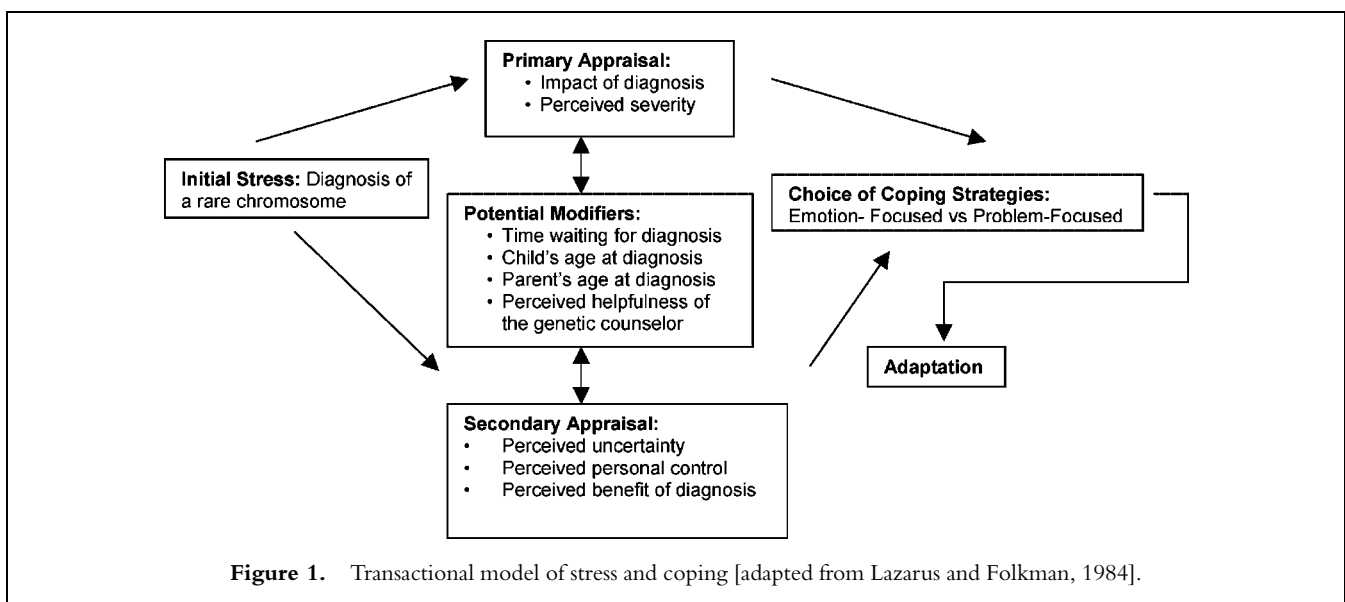 Primary Appraisal:
• Impact of diagnosis
• Perceived severity
Initial Stress: Diagnosis of
a rare chromosome
Potential Modifiers:
• Time waiting for diagnosis
• Child's age at diagnosis
• Parent's age at diagnosis
• Perceived helpfulness of
the genetic counselor
Choice of Coping Strategies:
Emotion- Focused vs Problem-Focused
Adaptation
Secondary Appraisal:
• Perceived uncertainty
• Perceived personal control
• Perceived benefit of diagnosis
Figure 1. Transactional model of stress and coping [adapted from Lazarus and Folkman, 1984].